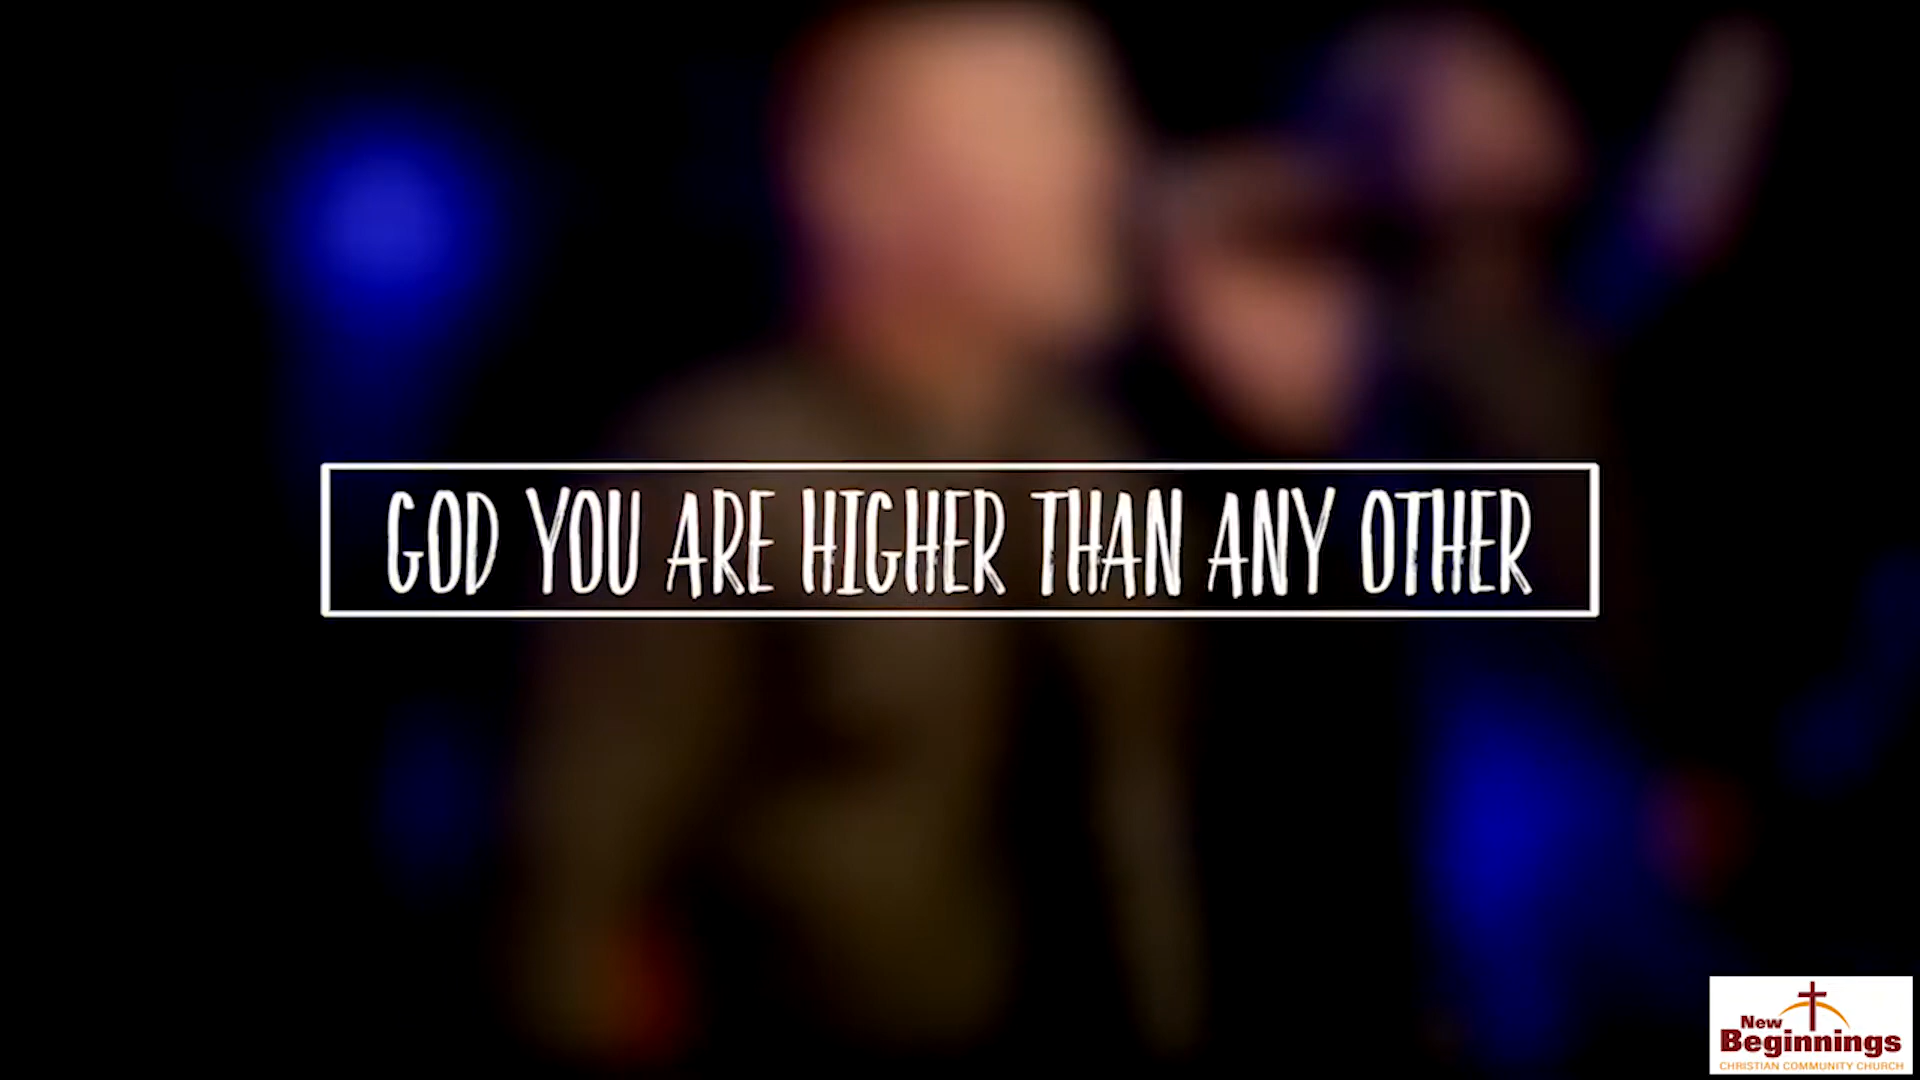 GOD YOU ARE HIGHER THAN ANY OTHER
New
Beginnings
CHRISTIAN COMMUNITY CHURCH